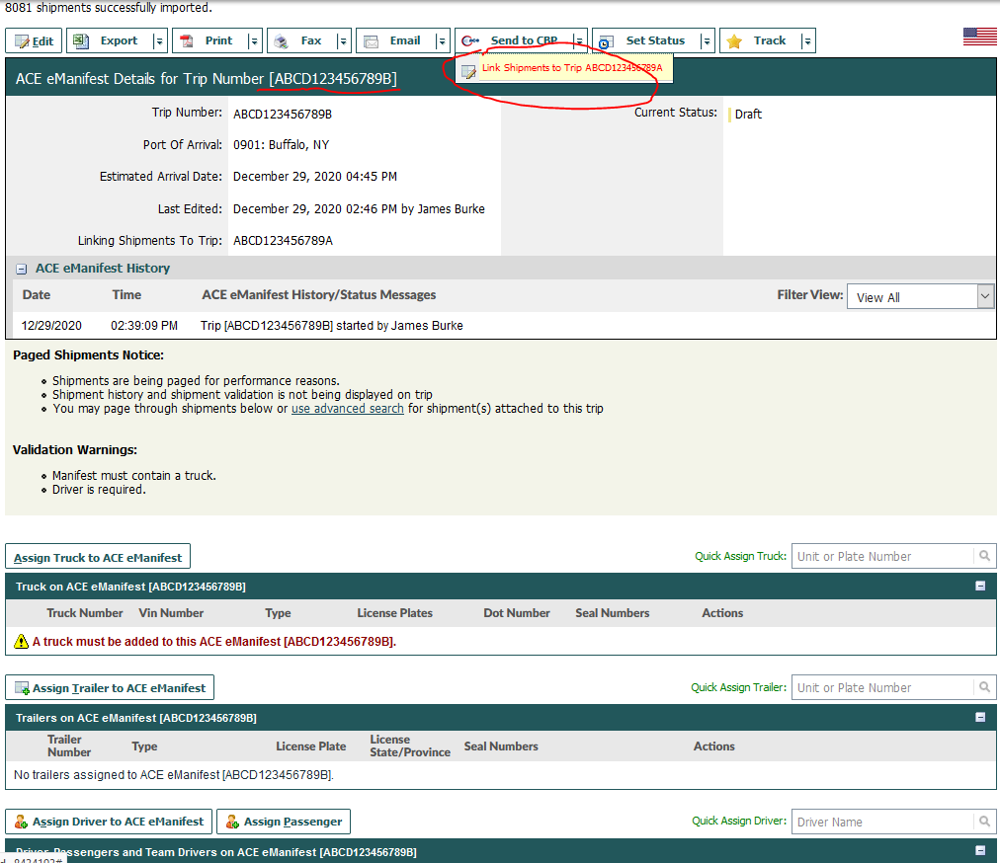 8081 shipments successfully imported.
Edit Export Print Fax Email Send to CBP Set Status Track
Link Shipments to Trip ABCD123456789A
ACE eManifest Details for Trip Number [ABCD123456789B]
Trip Number: ABCD123456789B Current Status: Draft
Port Of Arrival: 0901: Buffalo, NY
Estimated Arrival Date: December 29, 2020 04:45 PM
Last Edited: December 29, 2020 02:46 PM by James Burke
Linking Shipments To Trip: ABCD123456789A
ACE eManifest History
Date Time ACE eManifest History/Status Messages Filter View: View All
12/29/2020 02:39:09 PM Trip [ABCD123456789B] started by James Burke
Paged Shipments Notice:
• Shipments are being paged for performance reasons.
• Shipment history and shipment validation is not being displayed on trip
• You may page through shipments below or use advanced search for shipment(s) attached to this trip
Validation Warnings:
• Manifest must contain a truck.
• Driver is required.
Assign Truck to ACE eManifest Quick Assign Truck: Unit or Plate Number
Truck on ACE eManifest [ABCD123456789B]
Truck Number Vin Number Type License Plates Dot Number Seal Numbers Actions
A truck must be added to this ACE eManifest [ABCD123456789B].
Assign Trailer to ACE eManifest Quick Assign Trailer: Unit or Plate Number
Trailers on ACE eManifest [ABCD123456789B]
Trailer Number Type License Plate License State/Province Seal Numbers Actions
No trailers assigned to ACE eManifest [ABCD123456789B].
Assign Driver to ACE eManifest Assign Passenger Quick Assign Driver: Driver Name
Driver, Passengers and Team Drivers on ACE eManifest [ABCD123456789B]